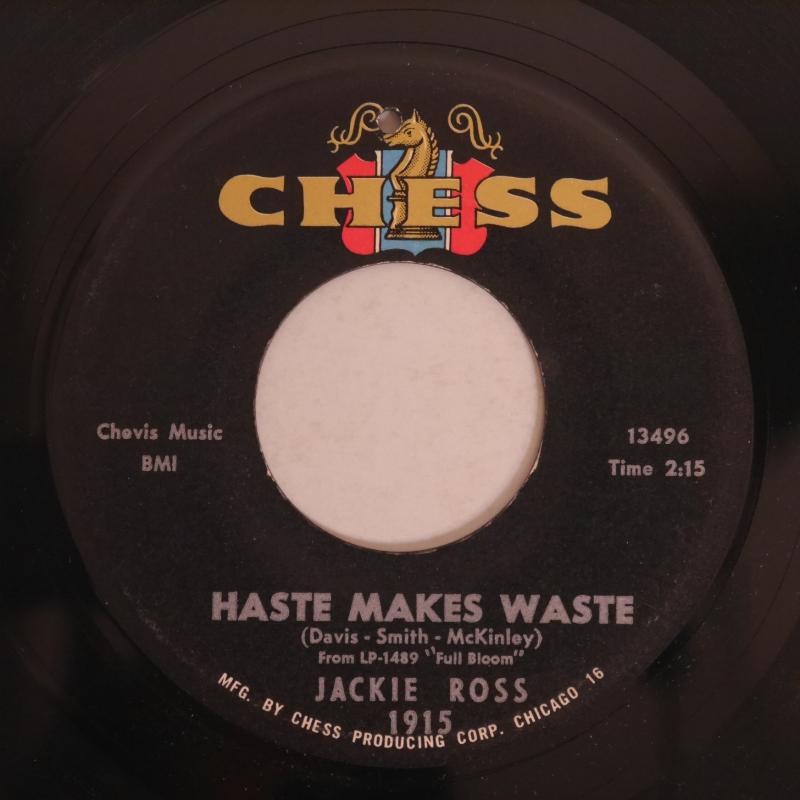 CHESS
Chevis Music
BMI
13496
Time 2:15
HASTE MAKES WASTE
(Davis - Smith - McKinley)
From LP-1489 "Full Bloom"
JACKIE ROSS
1915
MFG. BY CHESS PRODUCING CORP. CHICAGO 16